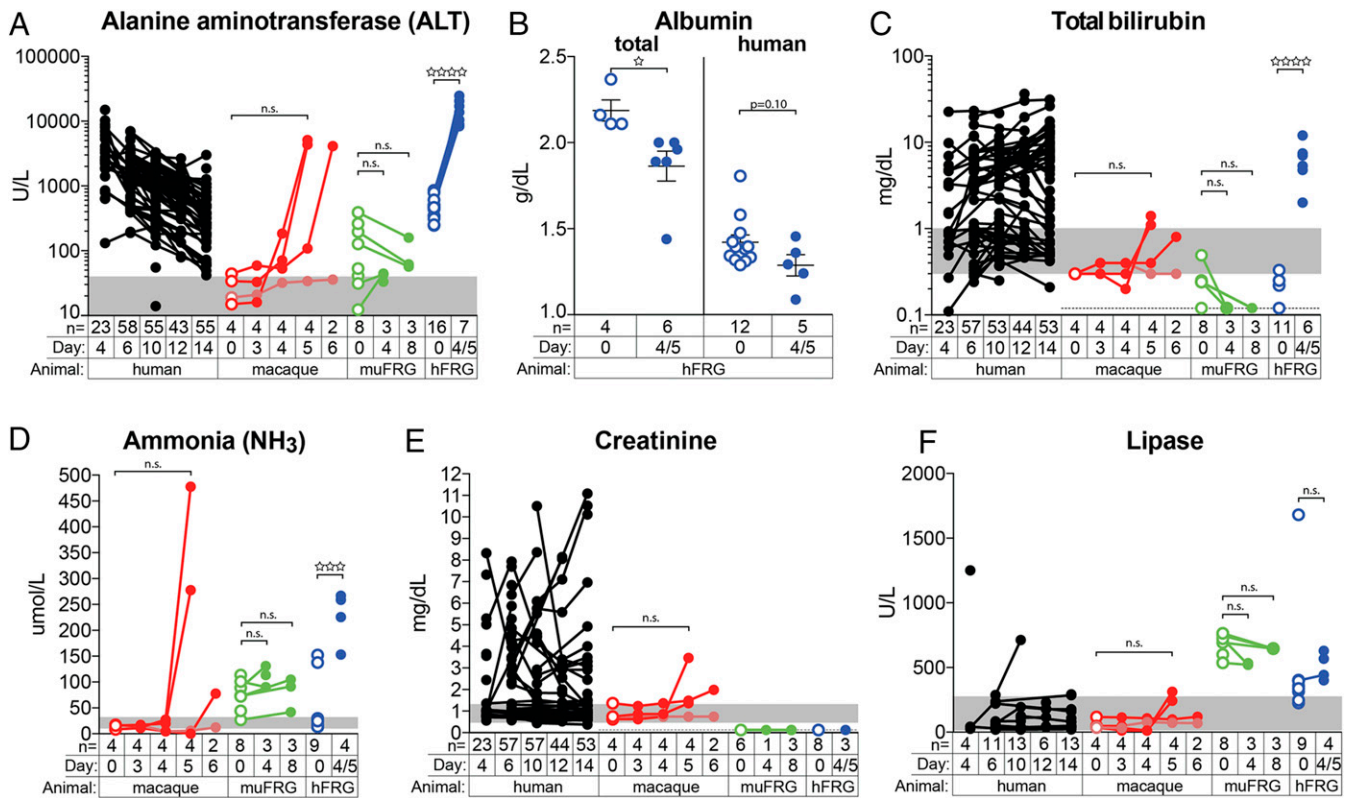 A Alanine aminotransferase (ALT)
100000
10000
1000
100
10
U/L
n.s.
n.s.
n.s.
☆☆☆☆
n= 23 58 55 43 55 4 4 4 4 2 8 3 3 16 7
Day: 4 6 10 12 14 0 3 4 5 6 0 4 8 0 4/5
Animal: human macaque muFRG hFRG
B Albumin
total human
2.5
2.0
1.5
1.0
g/dL
☆
p=0.10
n= 4 6 12 5
Day: 0 4/5 0 4/5
Animal: hFRG
C Total bilirubin
100
10
1
0.1
mg/dL
n.s.
n.s.
n.s.
☆☆☆☆
n= 23 57 53 44 53 4 4 4 4 2 8 3 3 11 6
Day: 4 6 10 12 14 0 3 4 5 6 0 4 8 0 4/5
Animal: human macaque muFRG hFRG
D Ammonia (NH3)
500
450
400
350
300
250
200
150
100
50
0
umol/L
n.s.
n.s.
n.s.
☆☆☆
n= 4 4 4 4 2 8 3 3 9 4
Day: 0 3 4 5 6 0 4 8 0 4/5
Animal: macaque muFRG hFRG
E Creatinine
12
11
10
9
8
7
6
5
4
3
2
1
0
mg/dL
n.s.
n= 23 57 57 44 53 4 4 4 4 2 6 1 3 8 3
Day: 4 6 10 12 14 0 3 4 5 6 0 4 8 0 4/5
Animal: human macaque muFRG hFRG
F Lipase
2000
1500
1000
500
0
U/L
n.s.
n.s.
n.s.
n.s.
n= 4 11 13 6 13 4 4 4 4 2 8 3 3 9 4
Day: 4 6 10 12 14 0 3 4 5 6 0 4 8 0 4/5
Animal: human macaque muFRG hFRG